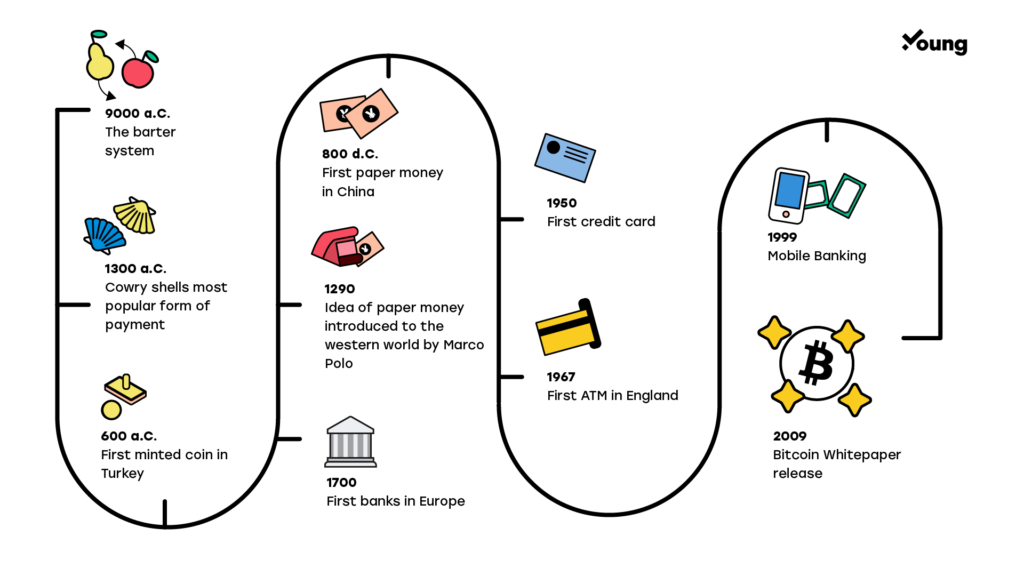 Young
9000 a.C.
The barter
system
1300 a.C.
Cowry shells most
popular form of
payment
600 a.C.
First minted coin in
Turkey
800 d.C.
First paper money
in China
1290
Idea of paper money
introduced to the
western world by Marco
Polo
1700
First banks in Europe
1950
First credit card
1967
First ATM in England
1999
Mobile Banking
2009
Bitcoin Whitepaper
release